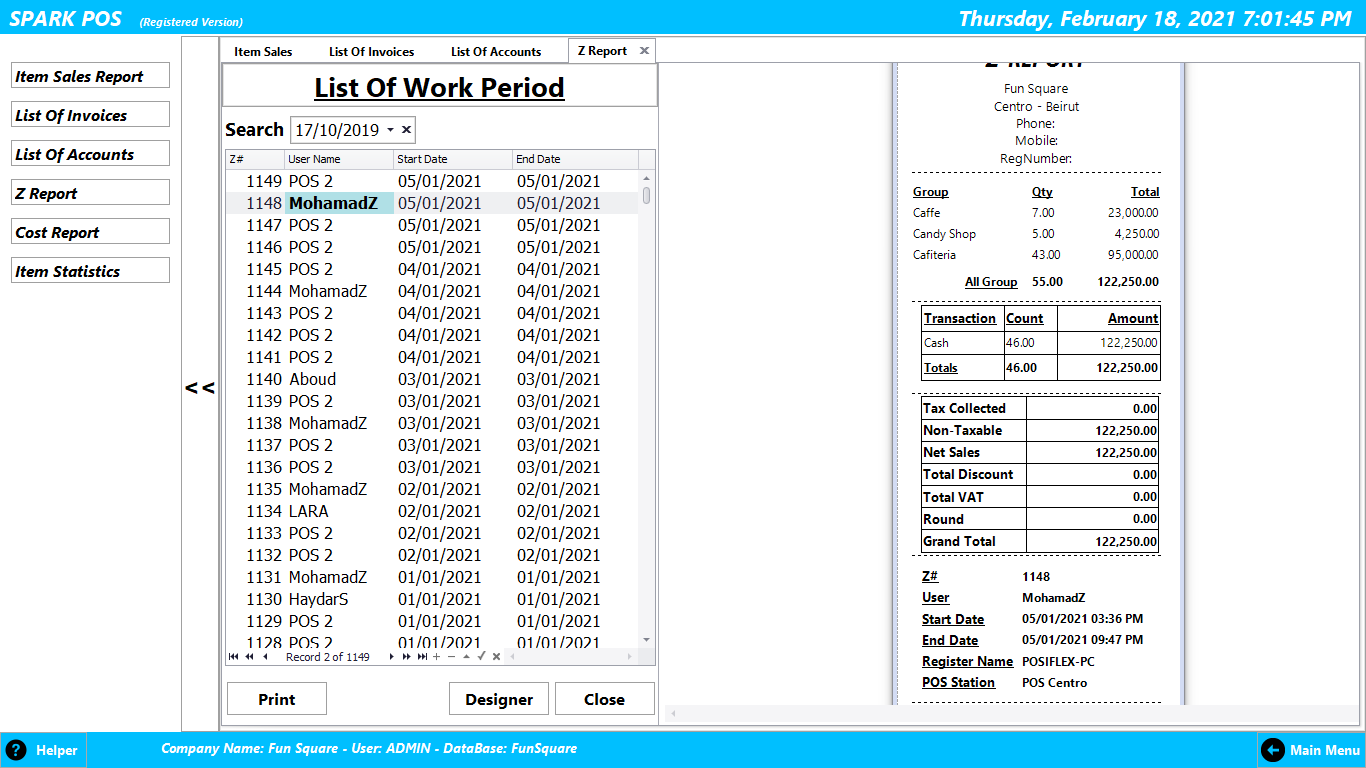 SPARK POS (Registered Version)
Thursday, February 18, 2021 7:01:45 PM
Item Sales Report
List Of Invoices
List Of Accounts
Z Report
Cost Report
Item Statistics
<<
Item Sales List Of Invoices List Of Accounts Z Report ×
List Of Work Period
Search 17/10/2019 ×
Z# User Name Start Date End Date
1149 POS 2 05/01/2021 05/01/2021
1148 MohamadZ 05/01/2021 05/01/2021
1147 POS 2 05/01/2021 05/01/2021
1146 POS 2 05/01/2021 05/01/2021
1145 POS 2 04/01/2021 04/01/2021
1144 MohamadZ 04/01/2021 04/01/2021
1143 POS 2 04/01/2021 04/01/2021
1142 POS 2 04/01/2021 04/01/2021
1141 POS 2 04/01/2021 04/01/2021
1140 Aboud 03/01/2021 03/01/2021
1139 POS 2 03/01/2021 03/01/2021
1138 MohamadZ 03/01/2021 03/01/2021
1137 POS 2 03/01/2021 03/01/2021
1136 POS 2 03/01/2021 03/01/2021
1135 MohamadZ 02/01/2021 02/01/2021
1134 LARA 02/01/2021 02/01/2021
1133 POS 2 02/01/2021 02/01/2021
1132 POS 2 02/01/2021 02/01/2021
1131 MohamadZ 01/01/2021 01/01/2021
1130 HaydarS 01/01/2021 01/01/2021
1129 POS 2 01/01/2021 01/01/2021
1128 POS 2 01/01/2021 01/01/2021
Record 2 of 1149
Print Designer Close
Z REPORT
Fun Square
Centro - Beirut
Phone:
Mobile:
RegNumber:
Group Qty Total
Caffe 7.00 23,000.00
Candy Shop 5.00 4,250.00
Cafiteria 43.00 95,000.00
All Group 55.00 122,250.00
Transaction Count Amount
Cash 46.00 122,250.00
Totals 46.00 122,250.00
Tax Collected 0.00
Non-Taxable 122,250.00
Net Sales 122,250.00
Total Discount 0.00
Total VAT 0.00
Round 0.00
Grand Total 122,250.00
Z# 1148
User MohamadZ
Start Date 05/01/2021 03:36 PM
End Date 05/01/2021 09:47 PM
Register Name POSIFLEX-PC
POS Station POS Centro
? Helper
Company Name: Fun Square - User: ADMIN - DataBase: FunSquare
Main Menu